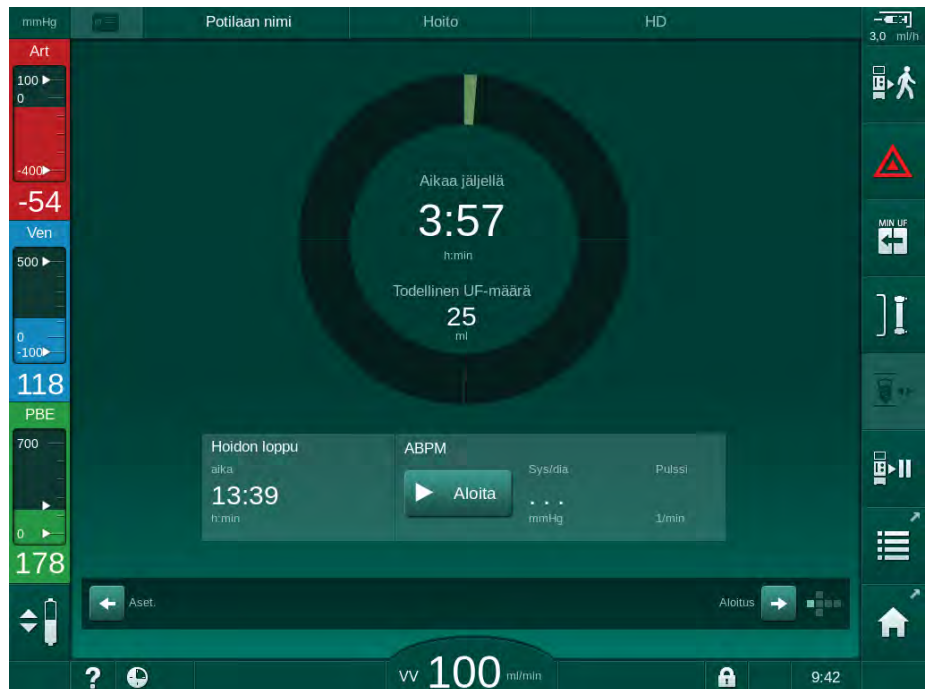 mmHg
Potilaan nimi
Hoito
HD
3,0 ml/h
Art
100
0
-400
-54
Ven
500
0
-100
118
PBE
700
0
178
MIN UF
Aikaa jäljellä
3:57
h:min
Todellinen UF-määrä
25
ml
Hoidon loppu
aika
13:39
h:min
ABPM
Aloita
Sys/dia
. . .
mmHg
Pulssi
1/min
Aset.
Aloitus
?
VV 100 ml/min
9:42